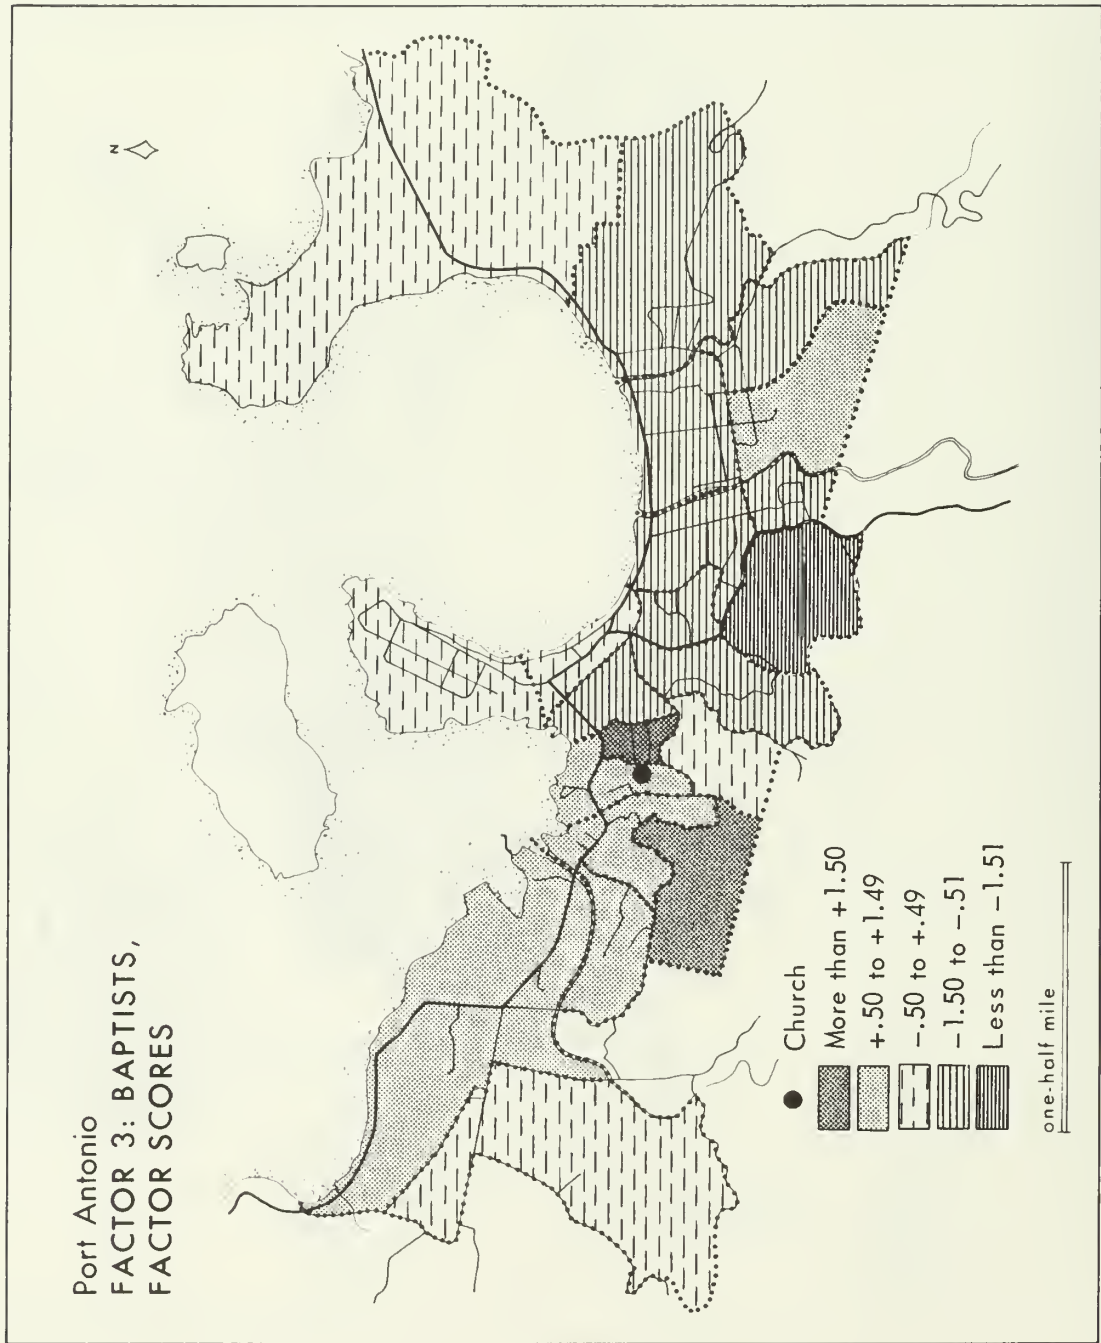 Port Antonio
FACTOR 3: BAPTISTS,
FACTOR SCORES
N
Church
More than +1.50
+.50 to +1.49
-.50 to +.49
-1.50 to -.51
Less than -1.51
one-half mile